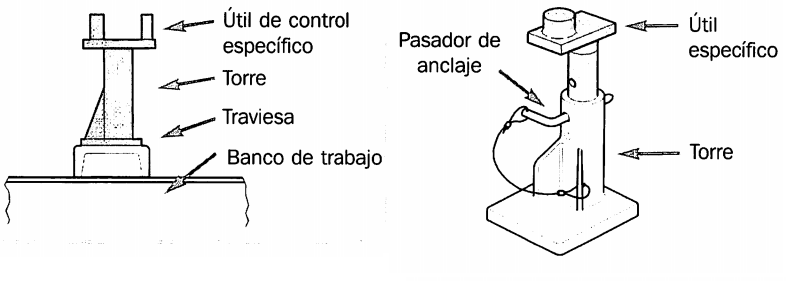 Útil de control
específico
Torre
Traviesa
Banco de trabajo
Pasador de
anclaje
Útil
específico
Torre